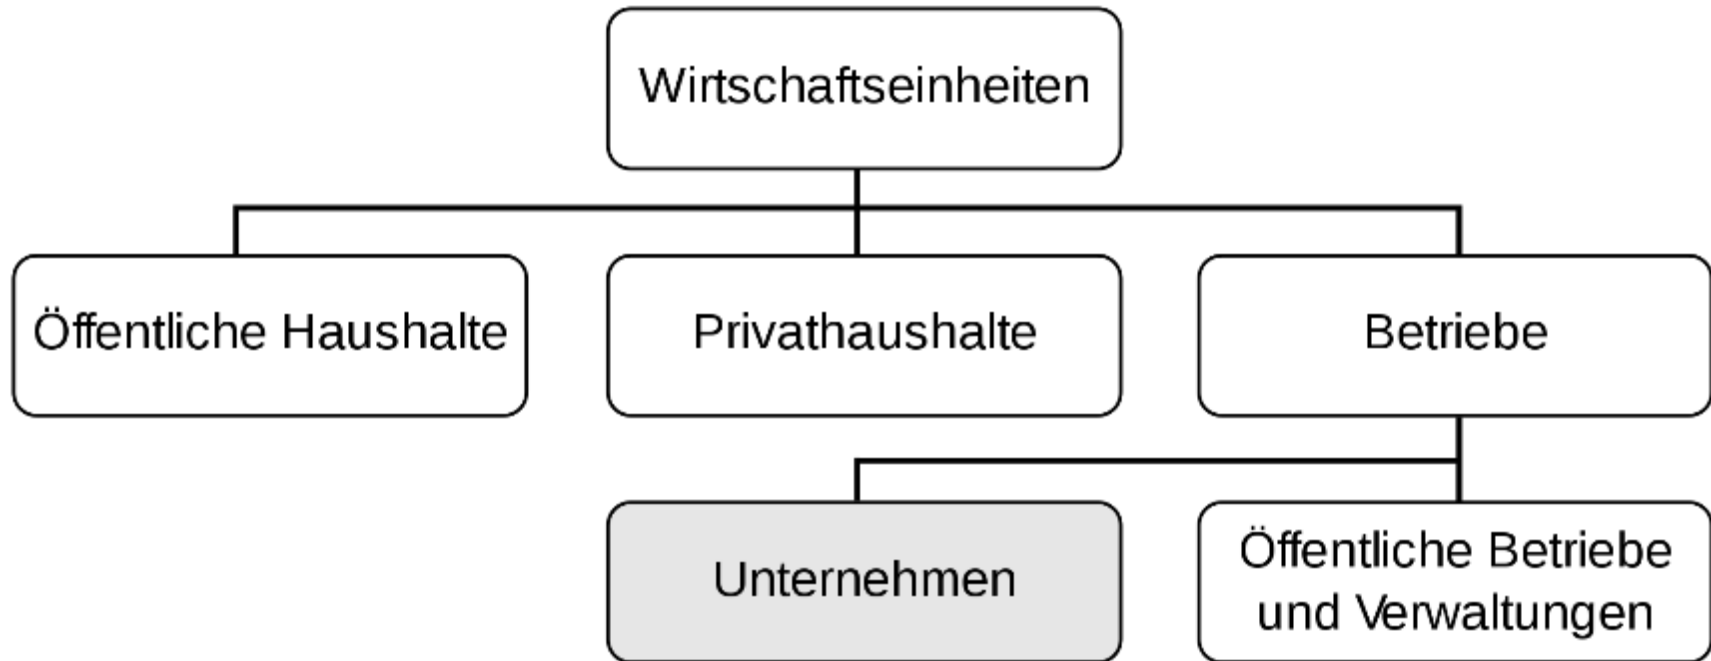 Wirtschaftseinheiten
Öffentliche Haushalte
Privathaushalte
Betriebe
Unternehmen
Öffentliche Betriebe
und Verwaltungen